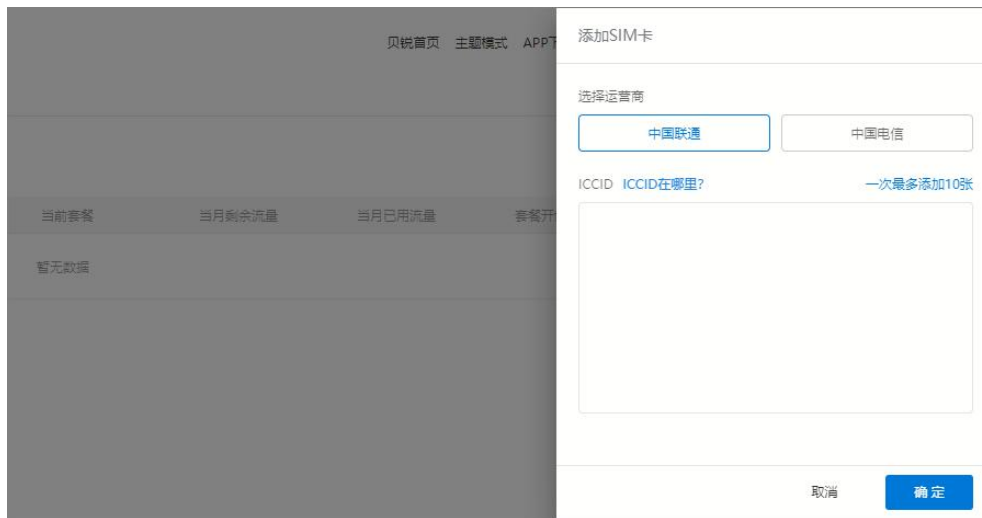 贝锐首页 主题模式 APP下
添加SIM卡
选择运营商
中国联通 中国电信
ICCID ICCID在哪里? 一次最多添加10张
当前套餐 当月剩余流量 当月已用流量 套餐开
暂无数据
取消 确定